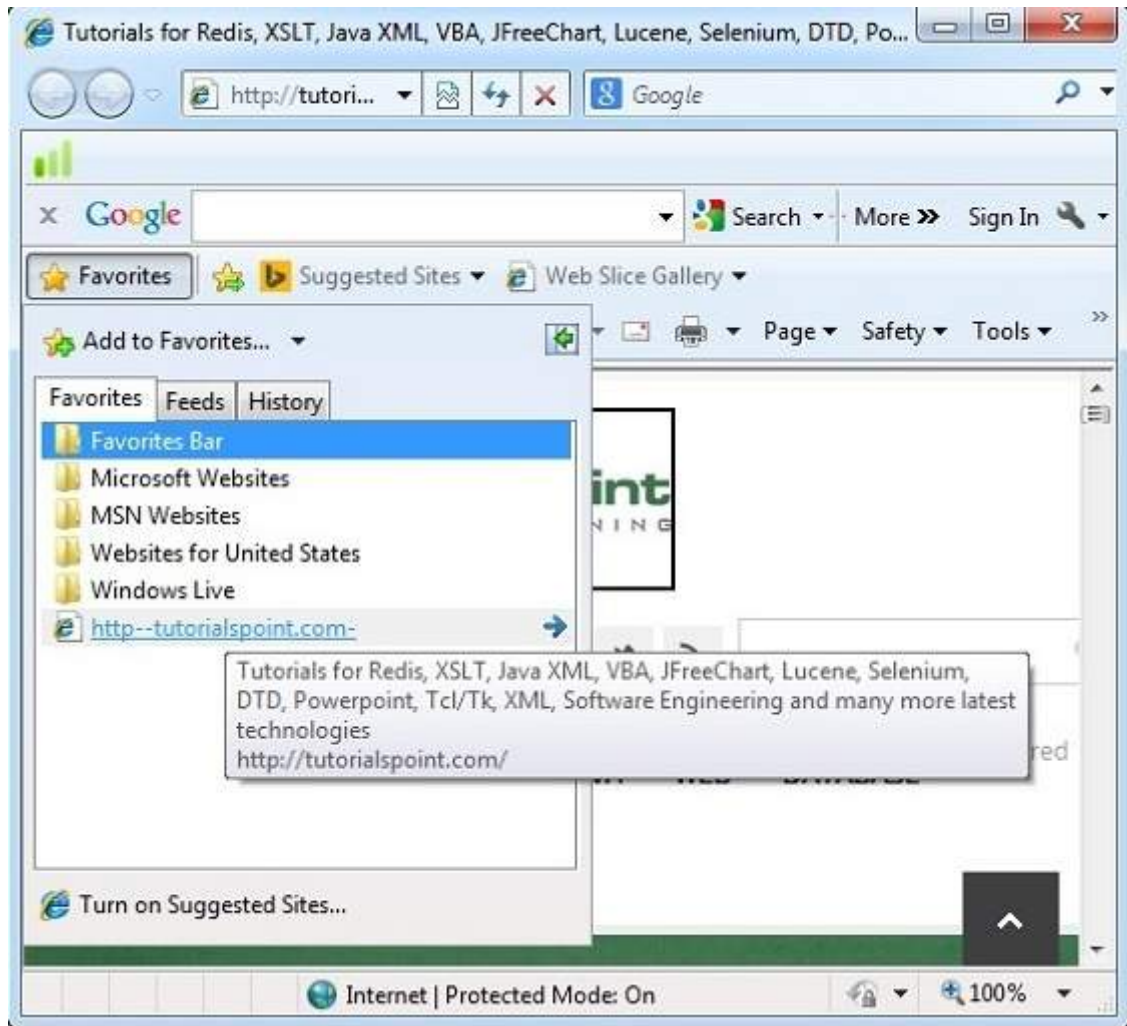 Tutorials for Redis, XSLT, Java XML, VBA, JFreeChart, Lucene, Selenium, DTD, Po...
http://tutori... Google
x Google Search More » Sign In
Favorites Suggested Sites Web Slice Gallery
Add to Favorites... Page Safety Tools »
Favorites Feeds History
Favorites Bar
Microsoft Websites
int
MSN Websites
NING
Websites for United States
Windows Live
http--tutorialspoint.com-
Tutorials for Redis, XSLT, Java XML, VBA, JFreeChart, Lucene, Selenium,
DTD, Powerpoint, Tcl/Tk, XML, Software Engineering and many more latest
technologies
http://tutorialspoint.com/
red
Turn on Suggested Sites...
Internet | Protected Mode: On 100%